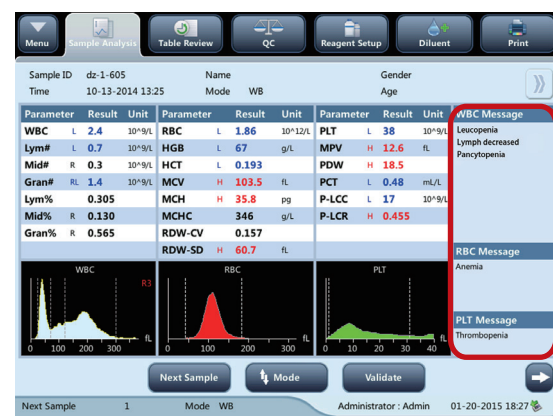 Menu Sample Analysis Table Review QC Reagent Setup Diluent Print
Sample ID dz-1-605 Name Gender
Time 10-13-2014 13:25 Mode WB Age
Parameter Result Unit Parameter Result Unit Parameter Result Unit WBC Message
WBC L 2.4 10^9/L RBC L 1.86 10^12/L PLT L 38 10^9/L Leucopenia
Lymph decreased
Lym# L 0.7 10^9/L HGB L 67 g/L MPV H 12.6 fL Pancytopenia
Mid# R 0.3 10^9/L HCT L 0.193 PDW H 18.5
Gran# RL 1.4 10^9/L MCV H 103.5 fL PCT L 0.48 mL/L
Lym% 0.305 MCH H 35.8 pg P-LCC L 17 10^9/L
Mid% R 0.130 MCHC 346 g/L P-LCR H 0.455
Gran% R 0.565 RDW-CV 0.157
RDW-SD H 60.7 fL RBC Message
WBC RBC PLT Anemia
R3
PLT Message
Thrombopenia
0 100 200 300 fL 0 100 200 300 fL 0 10 20 30 40 fL
Next Sample Mode Validate
Next Sample 1 Mode WB Administrator : Admin 01-20-2015 18:27